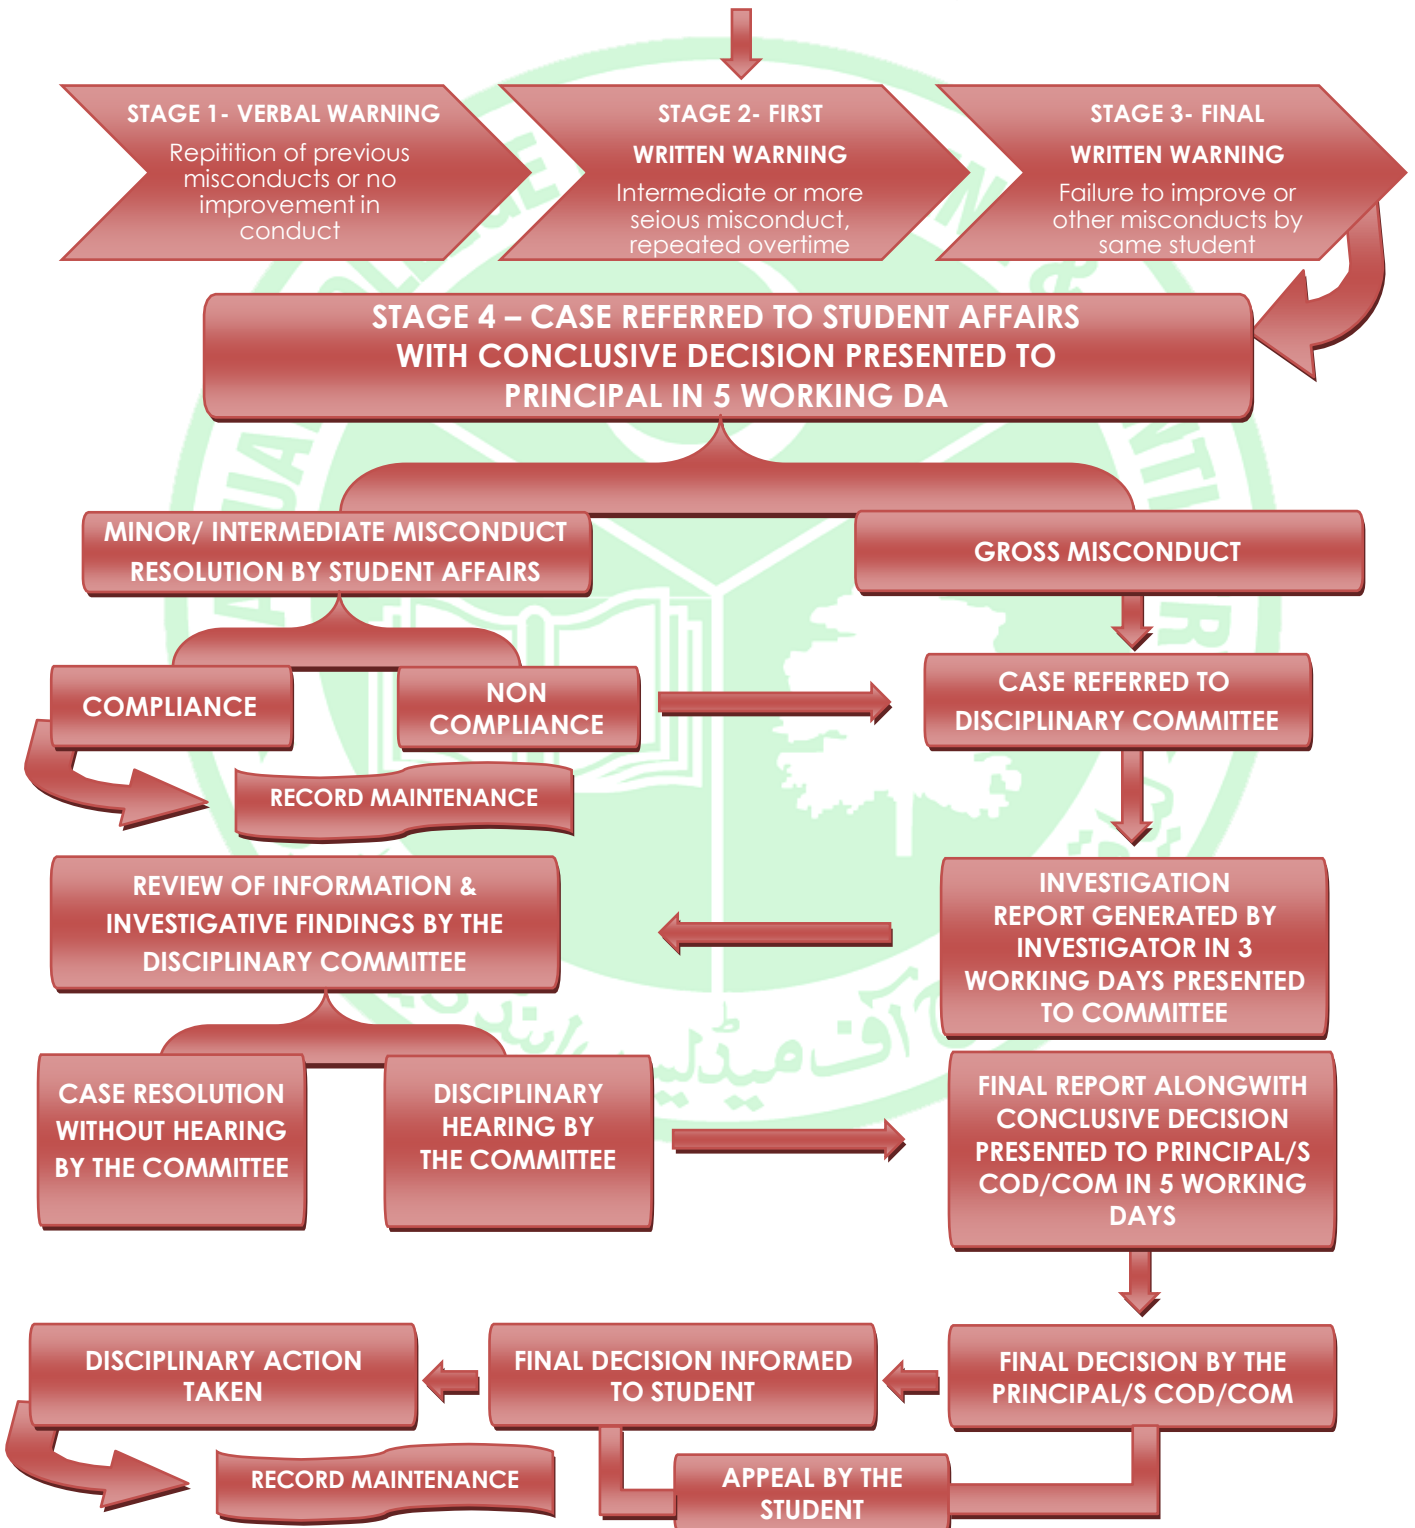 STAGE 1- VERBAL WARNING
Repitition of previous
misconducts or no
improvement in
conduct
STAGE 2- FIRST
WRITTEN WARNING
Intermediate or more
seious misconduct,
repeated overtime
STAGE 3- FINAL
WRITTEN WARNING
Failure to improve or
other misconducts by
same student
STAGE 4 – CASE REFERRED TO STUDENT AFFAIRS
WITH CONCLUSIVE DECISION PRESENTED TO
PRINCIPAL IN 5 WORKING DA
MINOR/ INTERMEDIATE MISCONDUCT
RESOLUTION BY STUDENT AFFAIRS
GROSS MISCONDUCT
COMPLIANCE
NON
COMPLIANCE
CASE REFERRED TO
DISCIPLINARY COMMITTEE
RECORD MAINTENANCE
REVIEW OF INFORMATION &
INVESTIGATIVE FINDINGS BY THE
DISCIPLINARY COMMITTEE
INVESTIGATION
REPORT GENERATED BY
INVESTIGATOR IN 3
WORKING DAYS PRESENTED
TO COMMITTEE
CASE RESOLUTION
WITHOUT HEARING
BY THE COMMITTEE
DISCIPLINARY
HEARING BY
THE COMMITTEE
FINAL REPORT ALONGWITH
CONCLUSIVE DECISION
PRESENTED TO PRINCIPAL/S
COD/COM IN 5 WORKING
DAYS
DISCIPLINARY ACTION
TAKEN
FINAL DECISION INFORMED
TO STUDENT
FINAL DECISION BY THE
PRINCIPAL/S COD/COM
RECORD MAINTENANCE
APPEAL BY THE
STUDENT